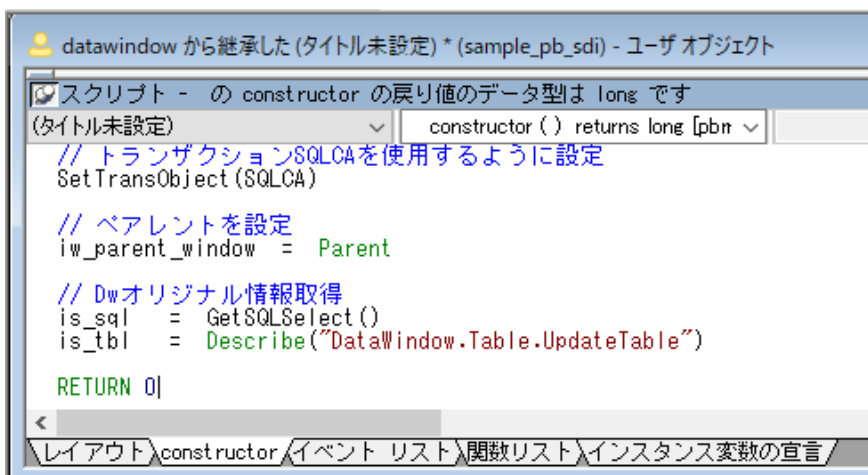 datawindow から継承した (タイトル未設定) * (sample_pb_sdi) - ユーザ オブジェクト
スクリプト -　の constructor の戻り値のデータ型は long です
(タイトル未設定)
constructor ( ) returns long [pbm
// トランザクションSQLCAを使用するように設定
SetTransObject(SQLCA)
// ペアレントを設定
iw_parent_window = Parent
// Dwオリジナル情報取得
is_sql = GetSQLSelect()
is_tbl = Describe("DataWindow.Table.UpdateTable")
RETURN 0
レイアウト constructor イベント リスト 関数リスト インスタンス変数の宣言